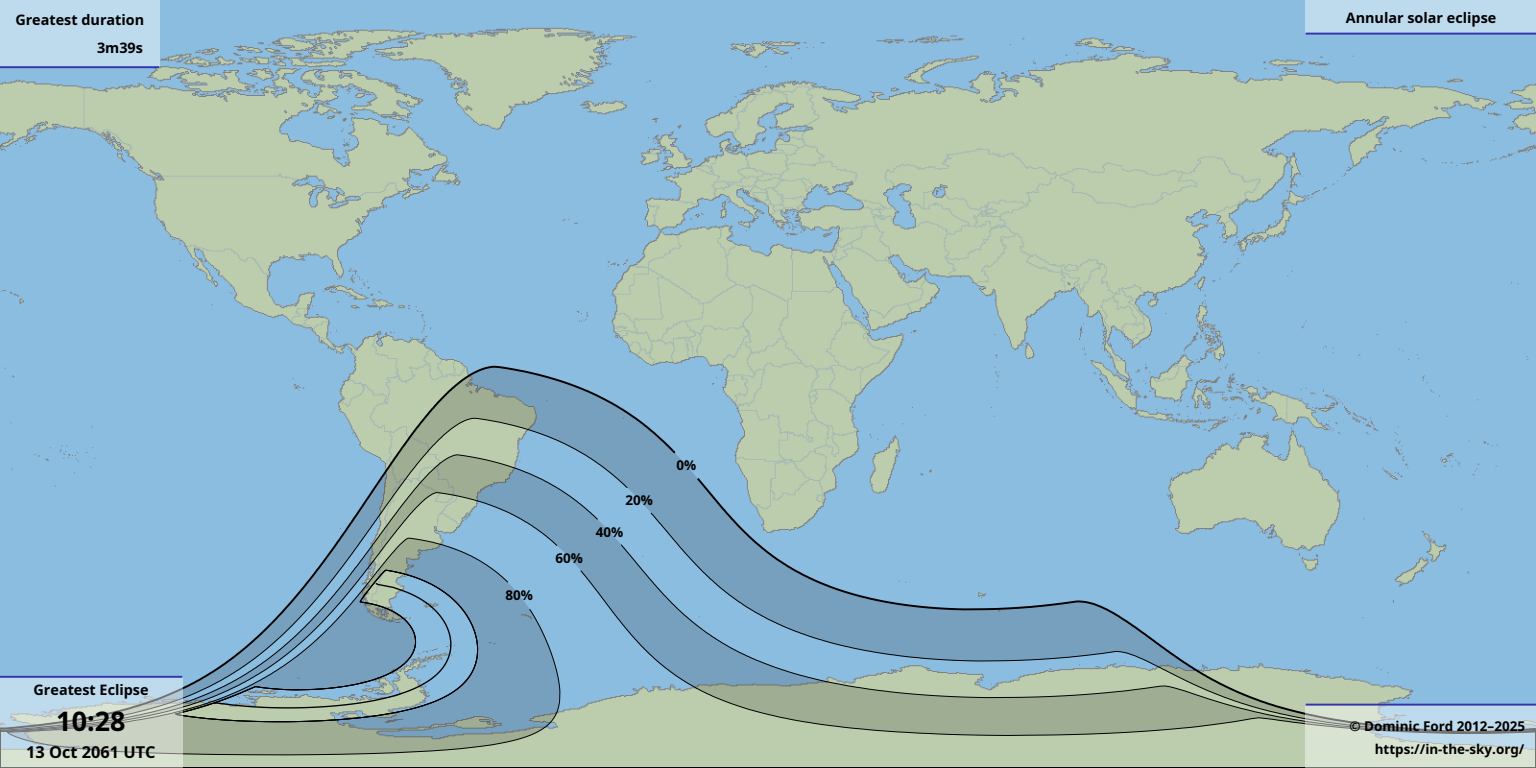 Greatest duration
3m39s
Annular solar eclipse
0%
20%
40%
60%
80%
Greatest Eclipse
10:28
13 Oct 2061 UTC
© Dominic Ford 2012–2025
https://in-the-sky.org/